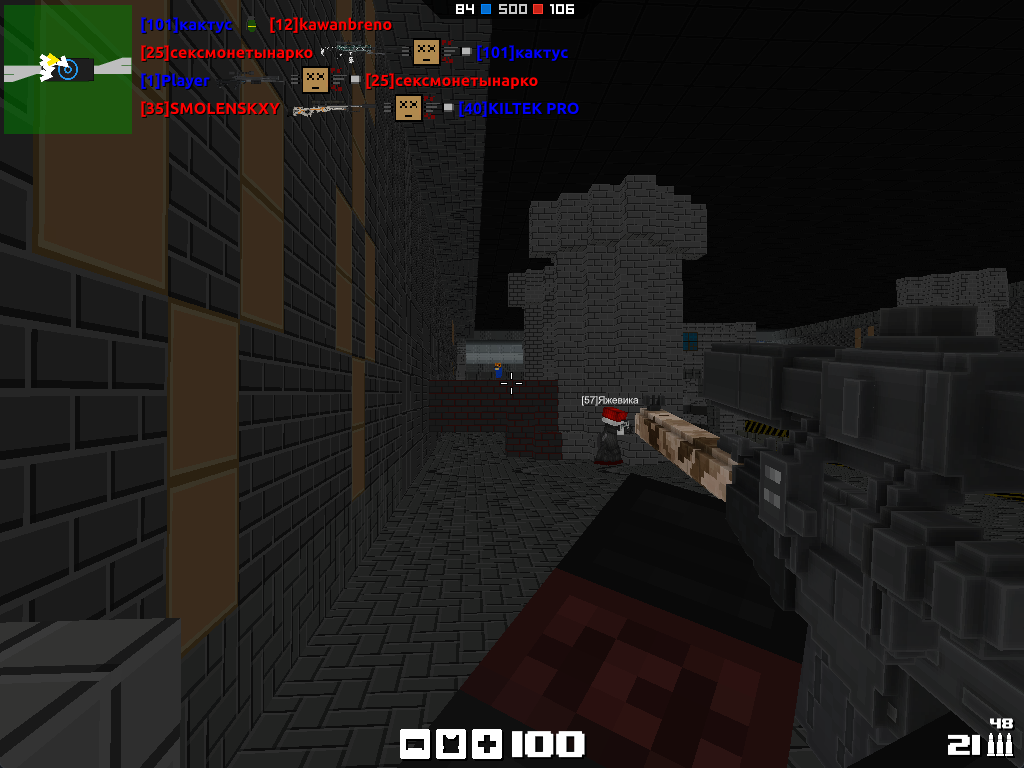 84 500 106
[101]кактус [12]kawanbreno
[25]сексмонетынарко [101]кактус
[1]Player [25]сексмонетынарко
[35]SMOLENSKXY [40]KILTEK PRO
[57]Яжевика
48
100 21